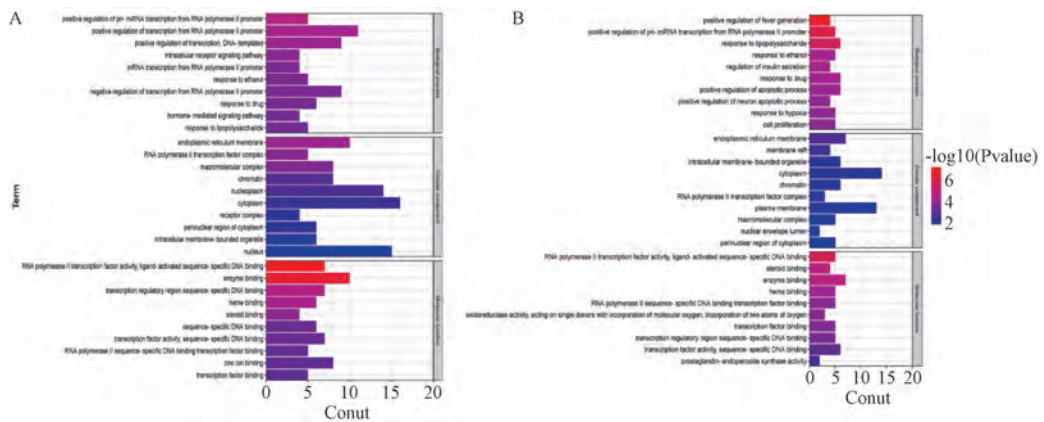 A
positive regulation of pri- miRNA transcription from RNA polymerase II promoter
positive regulation of transcription from RNA polymerase II promoter
positive regulation of transcription, DNA- templated
intracellular receptor signaling pathway
mRNA transcription from RNA polymerase II promoter
response to ethanol
negative regulation of transcription from RNA polymerase II promoter
response to drug
hormone- mediated signaling pathway
response to lipopolysaccharide
endoplasmic reticulum membrane
RNA polymerase II transcription factor complex
macromolecular complex
chromatin
nucleoplasm
cytoplasm
receptor complex
perinuclear region of cytoplasm
intracellular membrane- bounded organelle
nucleus
RNA polymerase II transcription factor activity, ligand- activated sequence- specific DNA binding
enzyme binding
transcription regulatory region sequence- specific DNA binding
heme binding
steroid binding
sequence- specific DNA binding
transcription factor activity, sequence- specific DNA binding
RNA polymerase II sequence- specific DNA binding transcription factor binding
zinc ion binding
transcription factor binding
Term
Biological process
Cellular component
Molecular function
0 5 10 15 20
Conut
B
positive regulation of fever generation
positive regulation of pri- miRNA transcription from RNA polymerase II promoter
response to lipopolysaccharide
response to ethanol
regulation of insulin secretion
response to drug
positive regulation of apoptotic process
positive regulation of neuron apoptotic process
response to hypoxia
cell proliferation
endoplasmic reticulum membrane
membrane raft
intracellular membrane- bounded organelle
cytoplasm
chromatin
RNA polymerase II transcription factor complex
plasma membrane
macromolecular complex
nuclear envelope lumen
perinuclear region of cytoplasm
RNA polymerase II transcription factor activity, ligand- activated sequence- specific DNA binding
steroid binding
enzyme binding
heme binding
RNA polymerase II sequence- specific DNA binding transcription factor binding
oxidoreductase activity, acting on single donors with incorporation of molecular oxygen, incorporation of two atoms of oxygen
transcription factor binding
transcription regulatory region sequence- specific DNA binding
transcription factor activity, sequence- specific DNA binding
prostaglandin- endoperoxide synthase activity
Biological process
Cellular component
Molecular function
0 5 10 15 20
Conut
-log10(Pvalue)
6
4
2